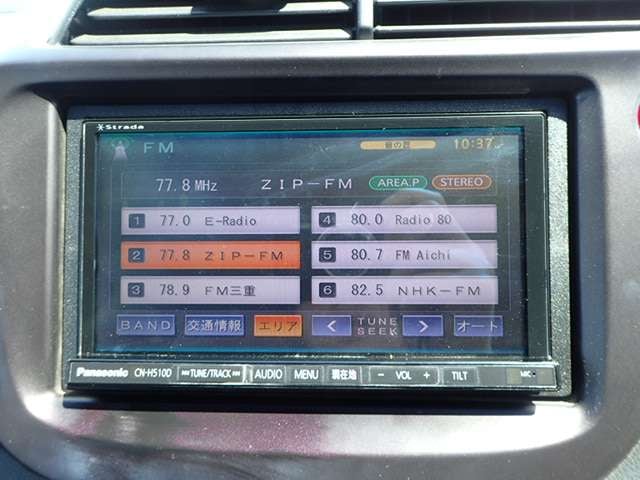 Strada
FM 10:37
77.8 MHz ZIP-FM AREA.P STEREO
1 77.0 E-Radio
2 77.8 ZIP-FM
3 78.9 FM三重
4 80.0 Radio 80
5 80.7 FM Aichi
6 82.5 NHK-FM
BAND 交通情報 エリア < TUNE SEEK > オート
Panasonic CN-H510D TUNE/TRACK AUDIO MENU 現在地 - VOL + TILT MIC